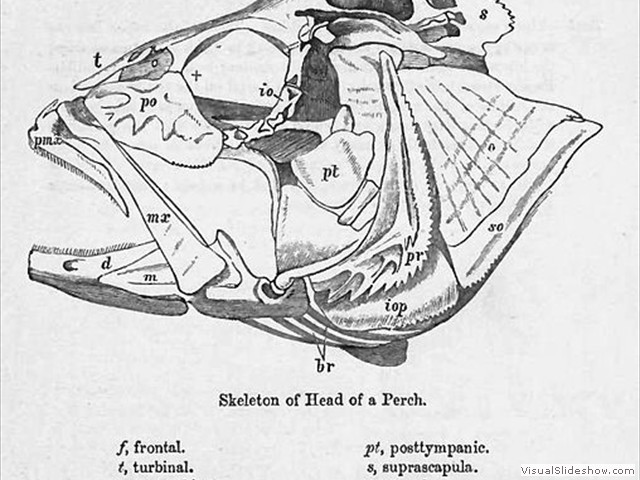 s
t
o
+
io
po
pmx
pt
o
mx
so
pr
d
m
iop
br
Skeleton of Head of a Perch.
f, frontal.
pt, posttympanic.
t, turbinal.
s, suprascapula.
VisualSlideshow.com